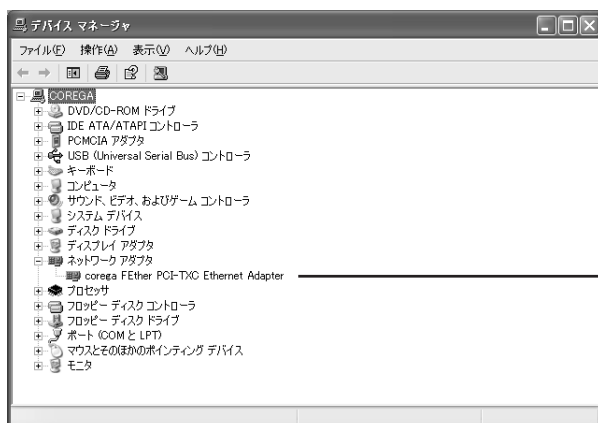 デバイス マネージャ
ファイル(F) 操作(A) 表示(V) ヘルプ(H)
COREGA
DVD/CD-ROM ドライブ
IDE ATA/ATAPI コントローラ
PCMCIA アダプタ
USB (Universal Serial Bus) コントローラ
キーボード
コンピュータ
サウンド、ビデオ、およびゲーム コントローラ
システム デバイス
ディスク ドライブ
ディスプレイ アダプタ
ネットワーク アダプタ
corega FEther PCI-TXC Ethernet Adapter
プロセッサ
フロッピー ディスク コントローラ
フロッピー ディスク ドライブ
ポート (COM と LPT)
マウスとそのほかのポインティング デバイス
モニタ